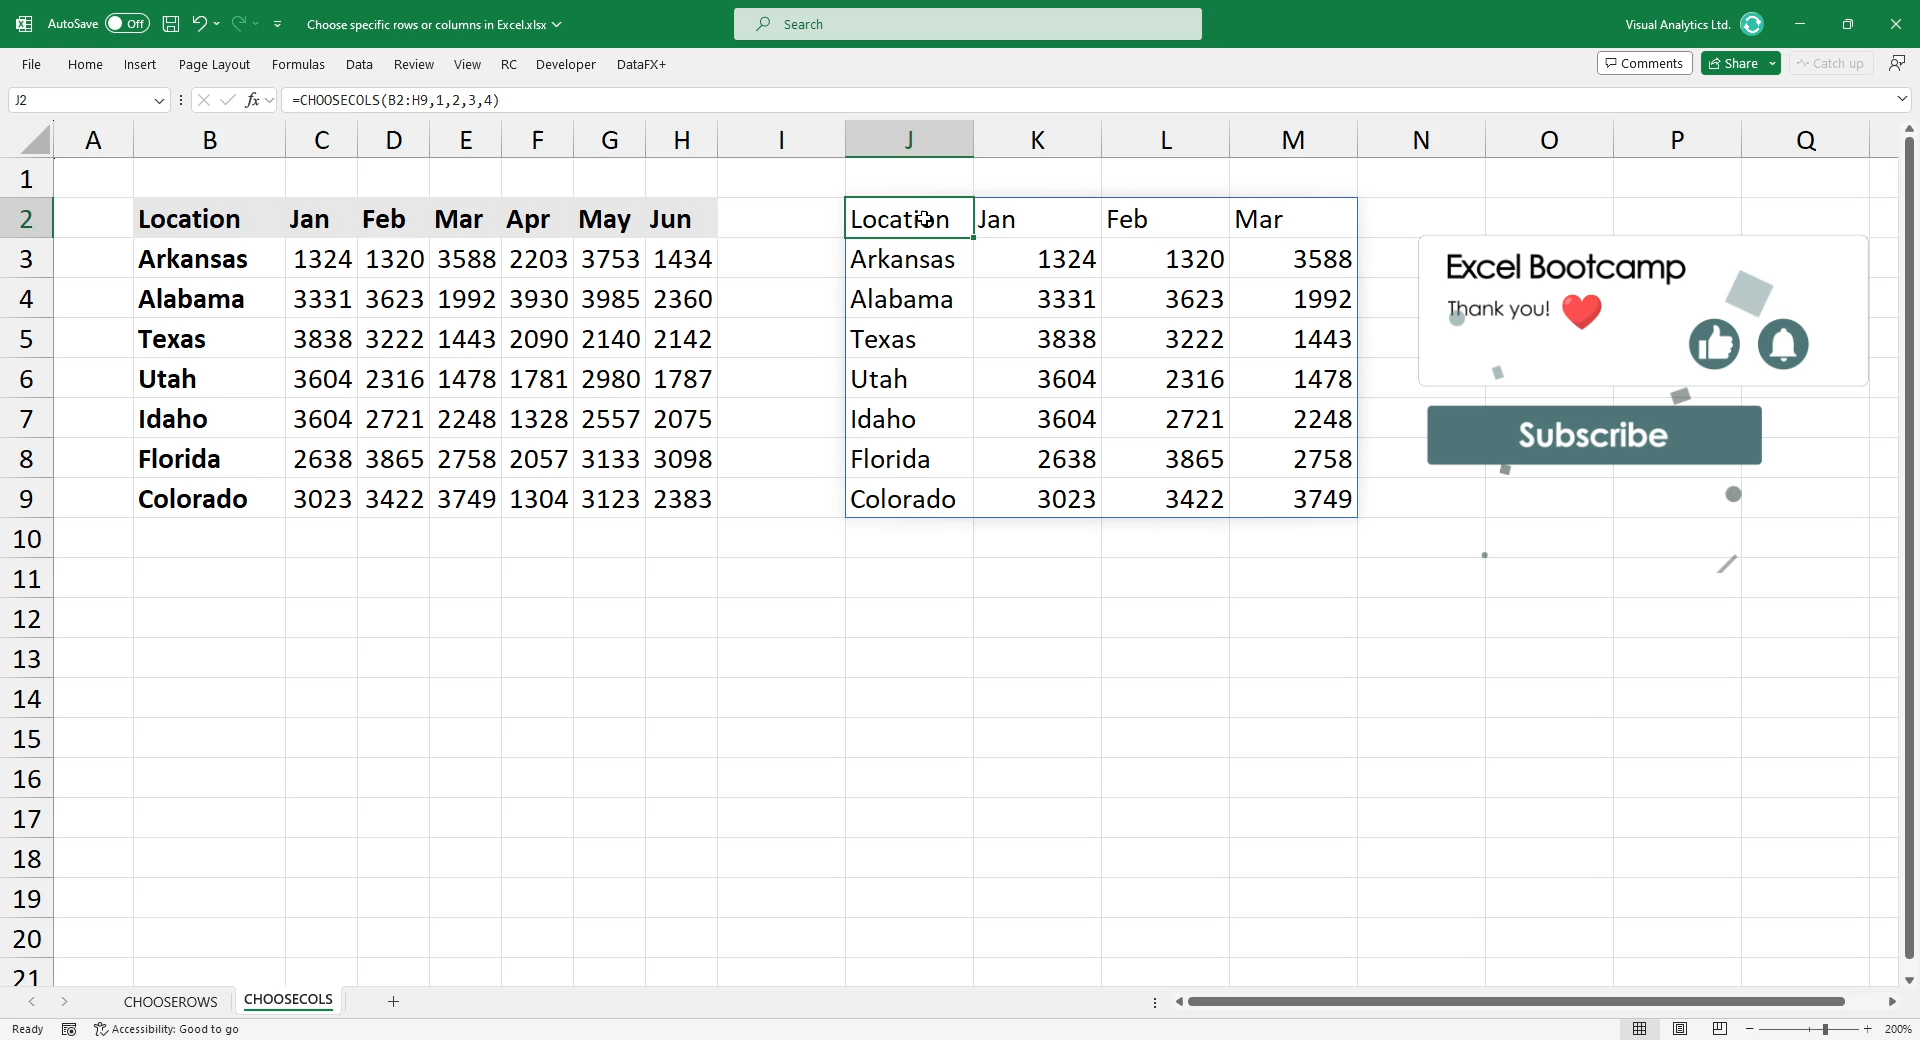 AutoSave Off Choose specific rows or columns in Excel.xlsx Search Visual Analytics Ltd.
File Home Insert Page Layout Formulas Data Review View RC Developer DataFX+ Comments Share Catch up
J2 fx =CHOOSECOLS(B2:H9,1,2,3,4)
A B C D E F G H I J K L M N O P Q
1
2 Location Jan Feb Mar Apr May Jun Location Jan Feb Mar
3 Arkansas 1324 1320 3588 2203 3753 1434 Arkansas 1324 1320 3588
Excel Bootcamp
4 Alabama 3331 3623 1992 3930 3985 2360 Alabama 3331 3623 1992
Thank you!
5 Texas 3838 3222 1443 2090 2140 2142 Texas 3838 3222 1443
6 Utah 3604 2316 1478 1781 2980 1787 Utah 3604 2316 1478
7 Idaho 3604 2721 2248 1328 2557 2075 Idaho 3604 2721 2248
Subscribe
8 Florida 2638 3865 2758 2057 3133 3098 Florida 2638 3865 2758
9 Colorado 3023 3422 3749 1304 3123 2383 Colorado 3023 3422 3749
10
11
12
13
14
15
16
17
18
19
20
21
CHOOSEROWS CHOOSECOLS
Ready Accessibility: Good to go 200%